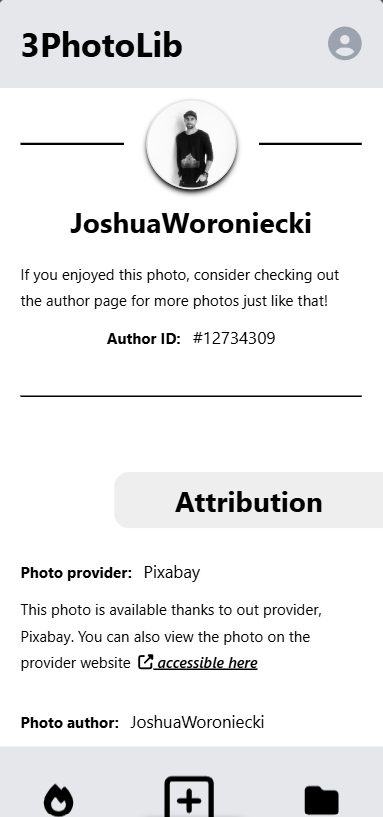 3PhotoLib
JoshuaWoroniecki
If you enjoyed this photo, consider checking out
the author page for more photos just like that!
Author ID: #12734309
Attribution
Photo provider: Pixabay
This photo is available thanks to out provider,
Pixabay. You can also view the photo on the
provider website accessible here
Photo author: JoshuaWoroniecki